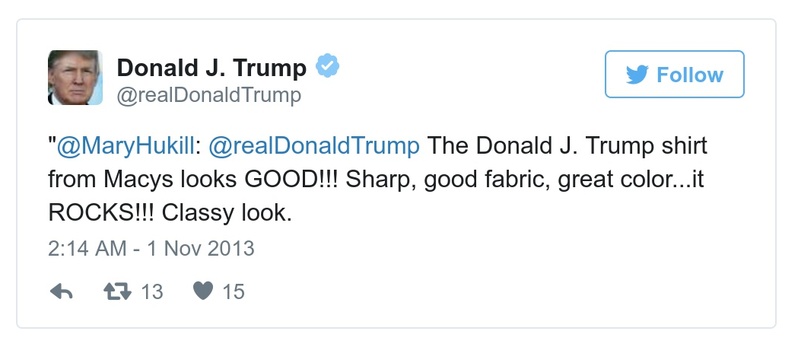 Donald J. Trump
@realDonaldTrump
Follow
"@MaryHukill: @realDonaldTrump The Donald J. Trump shirt
from Macys looks GOOD!!! Sharp, good fabric, great color...it
ROCKS!!! Classy look.
2:14 AM - 1 Nov 2013
13 15